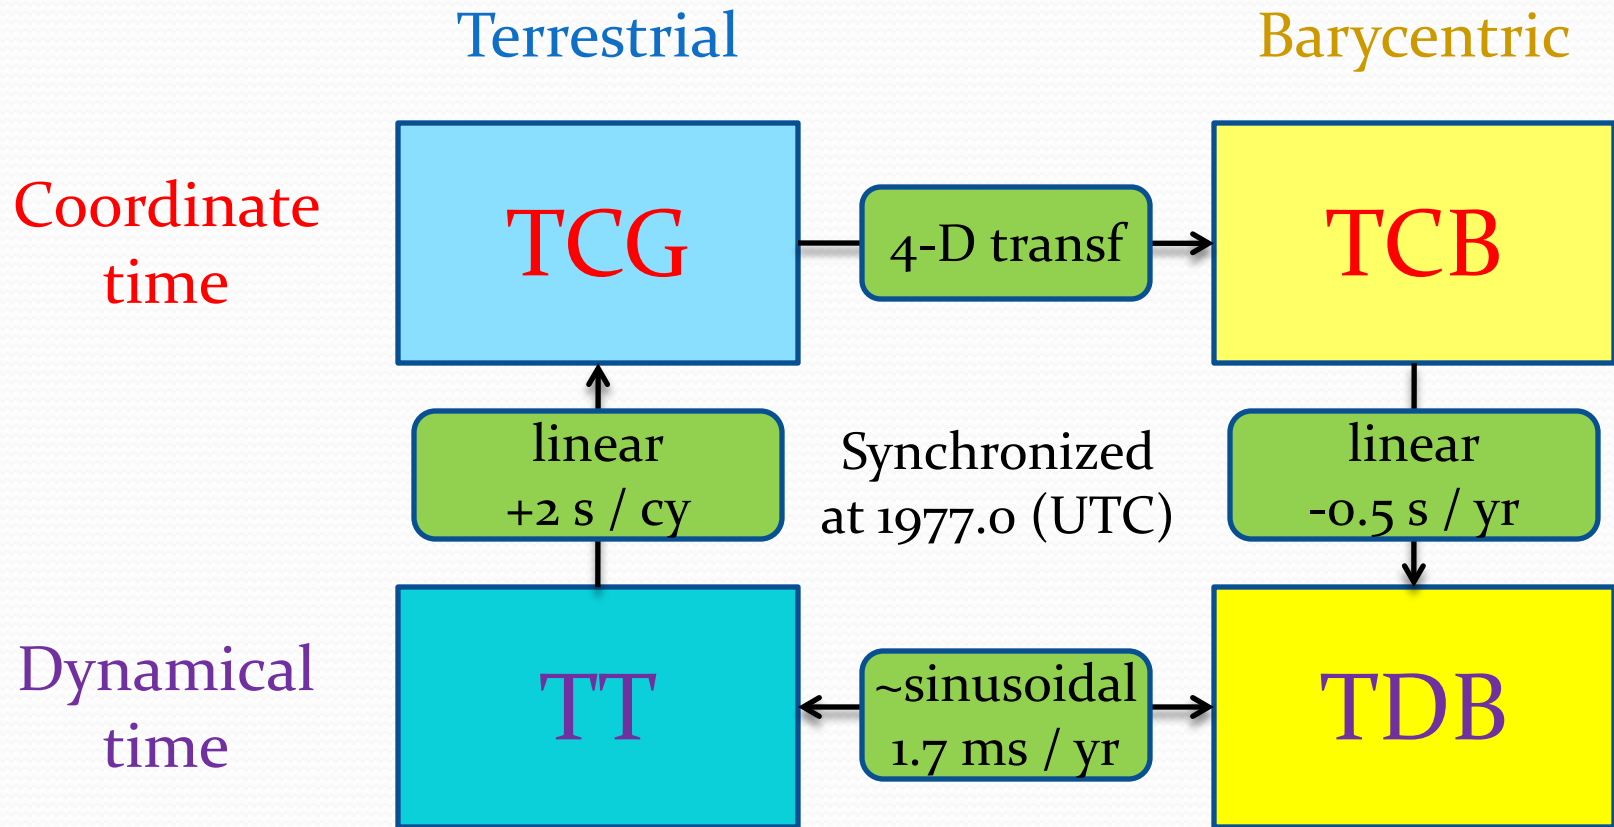 Terrestrial
Barycentric
Coordinate
time
TCG
4-D transf
TCB
linear
+2 s / cy
Synchronized
at 1977.0 (UTC)
linear
-0.5 s / yr
Dynamical
time
TT
~sinusoidal
1.7 ms / yr
TDB